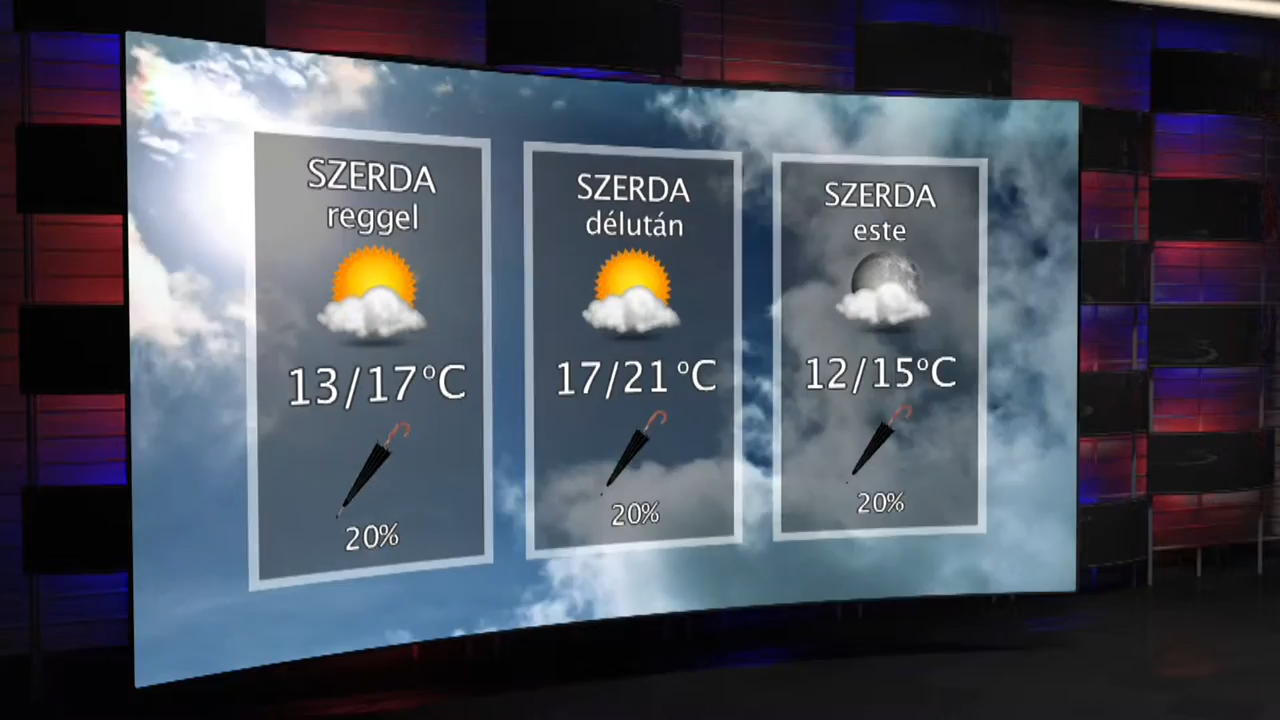 SZERDA
reggel
13/17°C
20%
SZERDA
délután
17/21°C
20%
SZERDA
este
12/15°C
20%